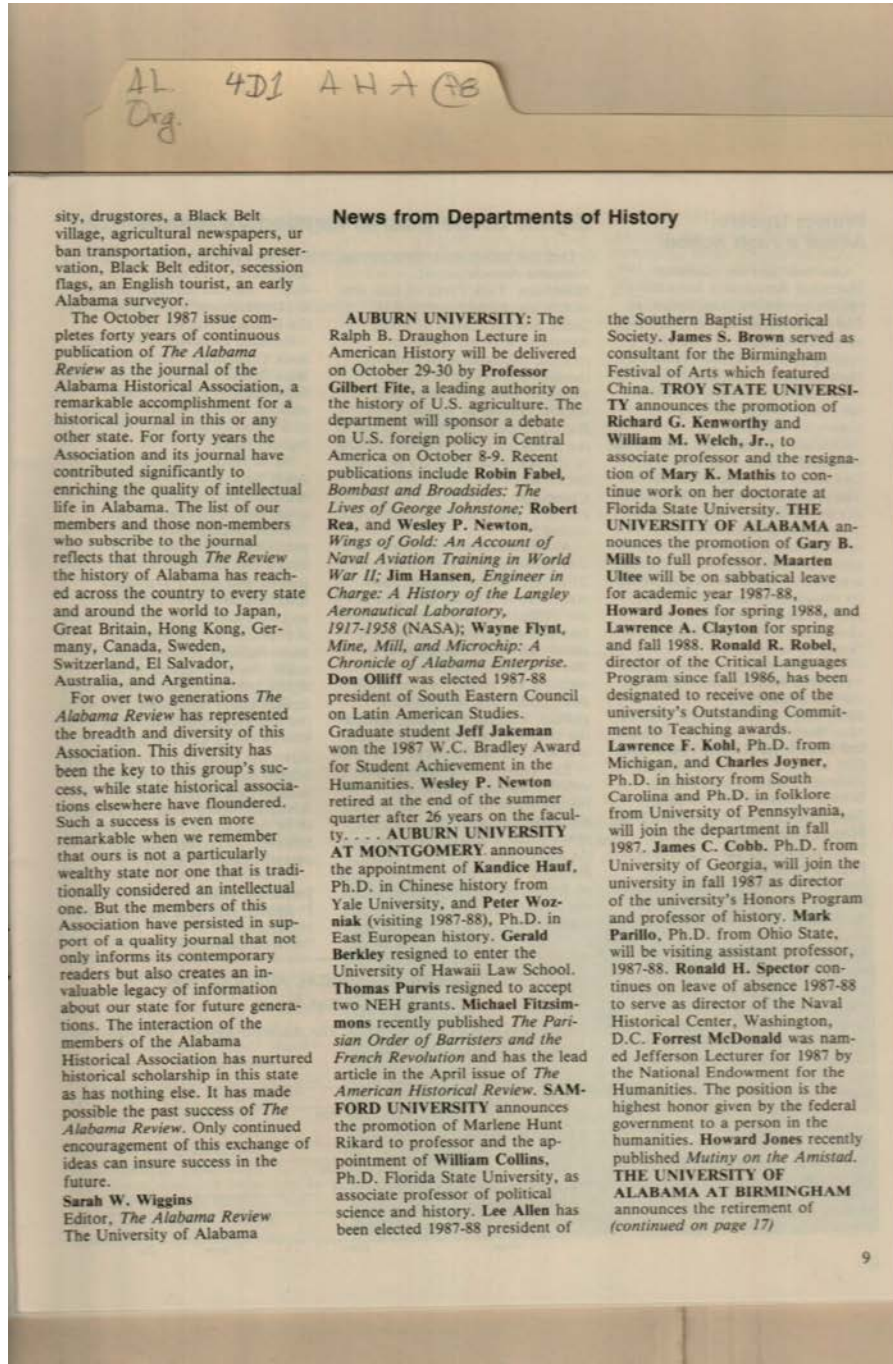 AL. 4D1 AHA 78
Org.
sity, drugstores, a Black Belt
village, agricultural newspapers, ur
ban transportation, archival preser-
vation, Black Belt editor, secession
flags, an English tourist, an early
Alabama surveyor.
The October 1987 issue com-
pletes forty years of continuous
publication of The Alabama
Review as the journal of the
Alabama Historical Association, a
remarkable accomplishment for a
historical journal in this or any
other state. For forty years the
Association and its journal have
contributed significantly to
enriching the quality of intellectual
life in Alabama. The list of our
members and those non-members
who subscribe to the journal
reflects that through The Review
the history of Alabama has reach-
ed across the country to every state
and around the world to Japan,
Great Britain, Hong Kong, Ger-
many, Canada, Sweden,
Switzerland, El Salvador,
Australia, and Argentina.
For over two generations The
Alabama Review has represented
the breadth and diversity of this
Association. This diversity has
been the key to this group's suc-
cess, while state historical associa-
tions elsewhere have floundered.
Such a success is even more
remarkable when we remember
that ours is not a particularly
wealthy state nor one that is tradi-
tionally considered an intellectual
one. But the members of this
Association have persisted in sup-
port of a quality journal that not
only informs its contemporary
readers but also creates an in-
valuable legacy of information
about our state for future genera-
tions. The interaction of the
members of the Alabama
Historical Association has nurtured
historical scholarship in this state
as has nothing else. It has made
possible the past success of The
Alabama Review. Only continued
encouragement of this exchange of
ideas can insure success in the
future.
Sarah W. Wiggins
Editor, The Alabama Review
The University of Alabama
News from Departments of History
AUBURN UNIVERSITY: The
Ralph B. Draughon Lecture in
American History will be delivered
on October 29-30 by Professor
Gilbert Fite, a leading authority on
the history of U.S. agriculture. The
department will sponsor a debate
on U.S. foreign policy in Central
America on October 8-9. Recent
publications include Robin Fabel,
Bombast and Broadsides: The
Lives of George Johnstone; Robert
Rea, and Wesley P. Newton,
Wings of Gold: An Account of
Naval Aviation Training in World
War II; Jim Hansen, Engineer in
Charge: A History of the Langley
Aeronautical Laboratory,
1917-1958 (NASA); Wayne Flynt,
Mine, Mill, and Microchip: A
Chronicle of Alabama Enterprise.
Don Olliff was elected 1987-88
president of South Eastern Council
on Latin American Studies.
Graduate student Jeff Jakeman
won the 1987 W.C. Bradley Award
for Student Achievement in the
Humanities. Wesley P. Newton
retired at the end of the summer
quarter after 26 years on the facul-
ty. . . . AUBURN UNIVERSITY
AT MONTGOMERY announces
the appointment of Kandice Hauf,
Ph.D. in Chinese history from
Yale University, and Peter Woz-
niak (visiting 1987-88), Ph.D. in
East European history. Gerald
Berkley resigned to enter the
University of Hawaii Law School.
Thomas Purvis resigned to accept
two NEH grants. Michael Fitzsim-
mons recently published The Pari-
sian Order of Barristers and the
French Revolution and has the lead
article in the April issue of The
American Historical Review. SAM-
FORD UNIVERSITY announces
the promotion of Marlene Hunt
Rikard to professor and the ap-
pointment of William Collins,
Ph.D. Florida State University, as
associate professor of political
science and history. Lee Allen has
been elected 1987-88 president of
the Southern Baptist Historical
Society. James S. Brown served as
consultant for the Birmingham
Festival of Arts which featured
China. TROY STATE UNIVERSI-
TY announces the promotion of
Richard G. Kenworthy and
William M. Welch, Jr., to
associate professor and the resigna-
tion of Mary K. Mathis to con-
tinue work on her doctorate at
Florida State University. THE
UNIVERSITY OF ALABAMA an-
nounces the promotion of Gary B.
Mills to full professor. Maarten
Ultee will be on sabbatical leave
for academic year 1987-88,
Howard Jones for spring 1988, and
Lawrence A. Clayton for spring
and fall 1988. Ronald R. Robel,
director of the Critical Languages
Program since fall 1986, has been
designated to receive one of the
university's Outstanding Commit-
ment to Teaching awards.
Lawrence F. Kohl, Ph.D. from
Michigan, and Charles Joyner,
Ph.D. in history from South
Carolina and Ph.D. in folklore
from University of Pennsylvania,
will join the department in fall
1987. James C. Cobb. Ph.D. from
University of Georgia, will join the
university in fall 1987 as director
of the university's Honors Program
and professor of history. Mark
Parillo, Ph.D. from Ohio State,
will be visiting assistant professor,
1987-88. Ronald H. Spector con-
tinues on leave of absence 1987-88
to serve as director of the Naval
Historical Center, Washington,
D.C. Forrest McDonald was nam-
ed Jefferson Lecturer for 1987 by
the National Endowment for the
Humanities. The position is the
highest honor given by the federal
government to a person in the
humanities. Howard Jones recently
published Mutiny on the Amistad.
THE UNIVERSITY OF
ALABAMA AT BIRMINGHAM
announces the retirement of
(continued on page 17)
9